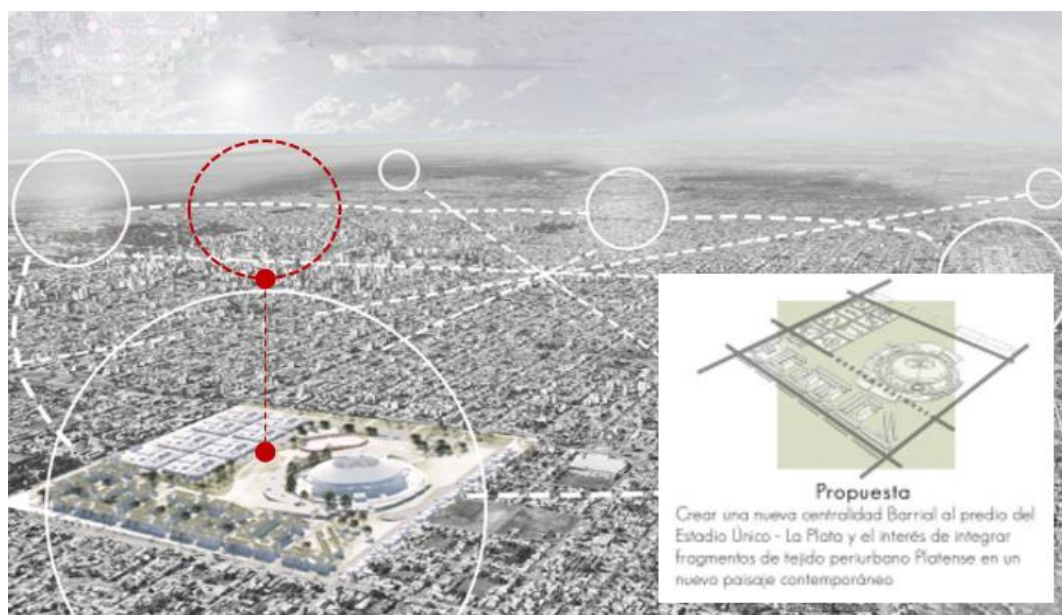 Propuesta
Crear una nueva centralidad Barrial al predio del
Estadio Único - La Plata y el interés de integrar
fragmentos de tejido periurbano Platense en un
nuevo paisaje contemporáneo